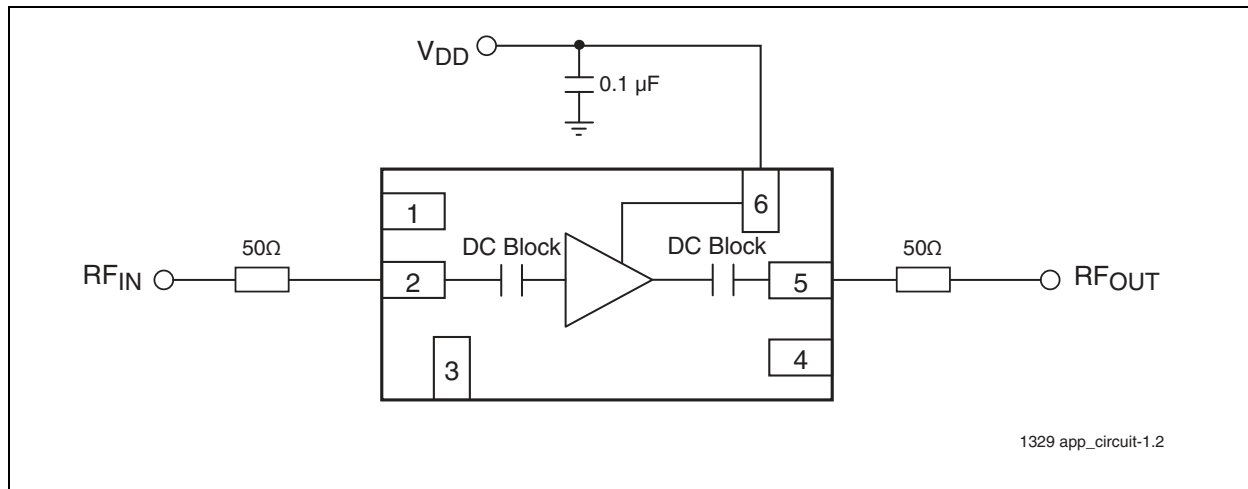 VDD
0.1 µF
1
6
50Ω
DC Block
DC Block
50Ω
RFIN
2
5
RFOUT
3
4
1329 app_circuit-1.2